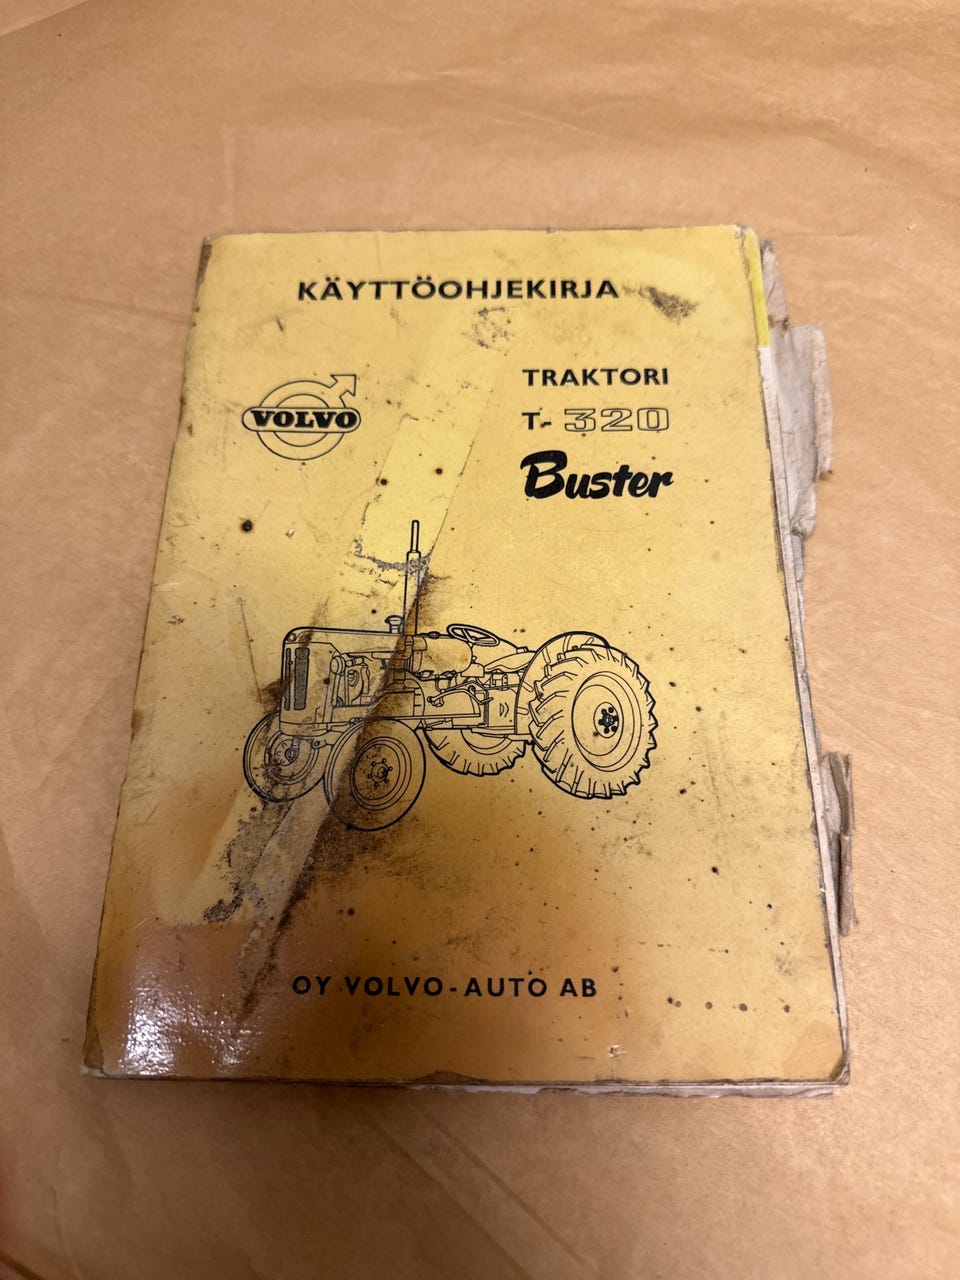 KÄYTTÖOHJEKIRJA
VOLVO
TRAKTORI
T- 320
Buster
OY VOLVO-AUTO AB